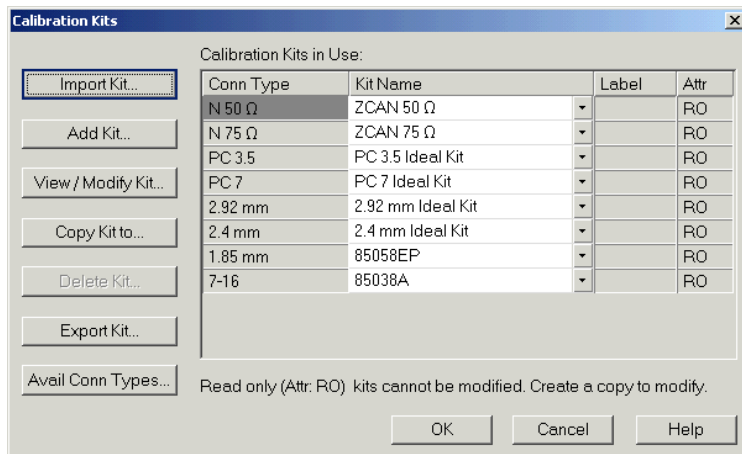 Calibration Kits
Calibration Kits in Use:
Import Kit...
Add Kit...
View / Modify Kit...
Copy Kit to...
Delete Kit...
Export Kit...
Avail Conn Types...
Conn Type Kit Name Label Attr
N 50 Ω ZCAN 50 Ω RO
N 75 Ω ZCAN 75 Ω RO
PC 3.5 PC 3.5 Ideal Kit RO
PC 7 PC 7 Ideal Kit RO
2.92 mm 2.92 mm Ideal Kit RO
2.4 mm 2.4 mm Ideal Kit RO
1.85 mm 85058EP RO
7-16 85038A RO
Read only (Attr: RO) kits cannot be modified. Create a copy to modify.
OK Cancel Help